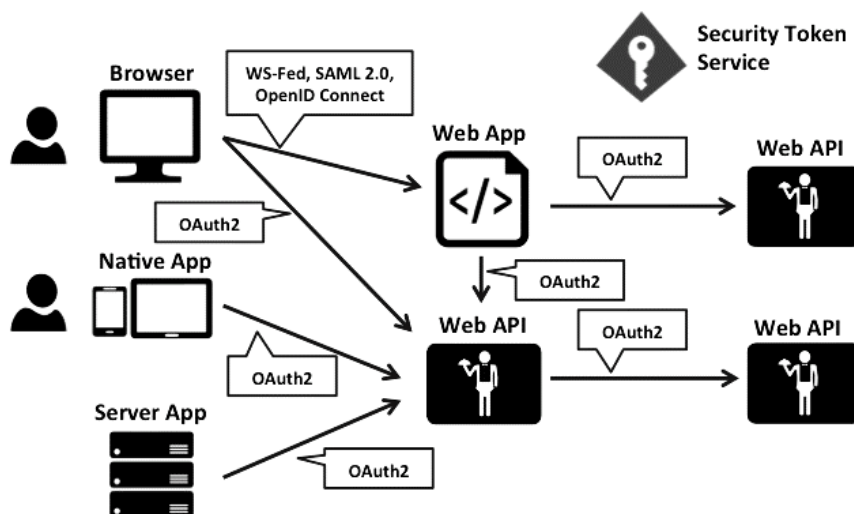 Security Token
Service
Browser
WS-Fed, SAML 2.0,
OpenID Connect
Web App
</>
OAuth2
Web API
OAuth2
Native App
OAuth2
Web API
OAuth2
Web API
OAuth2
Server App
OAuth2